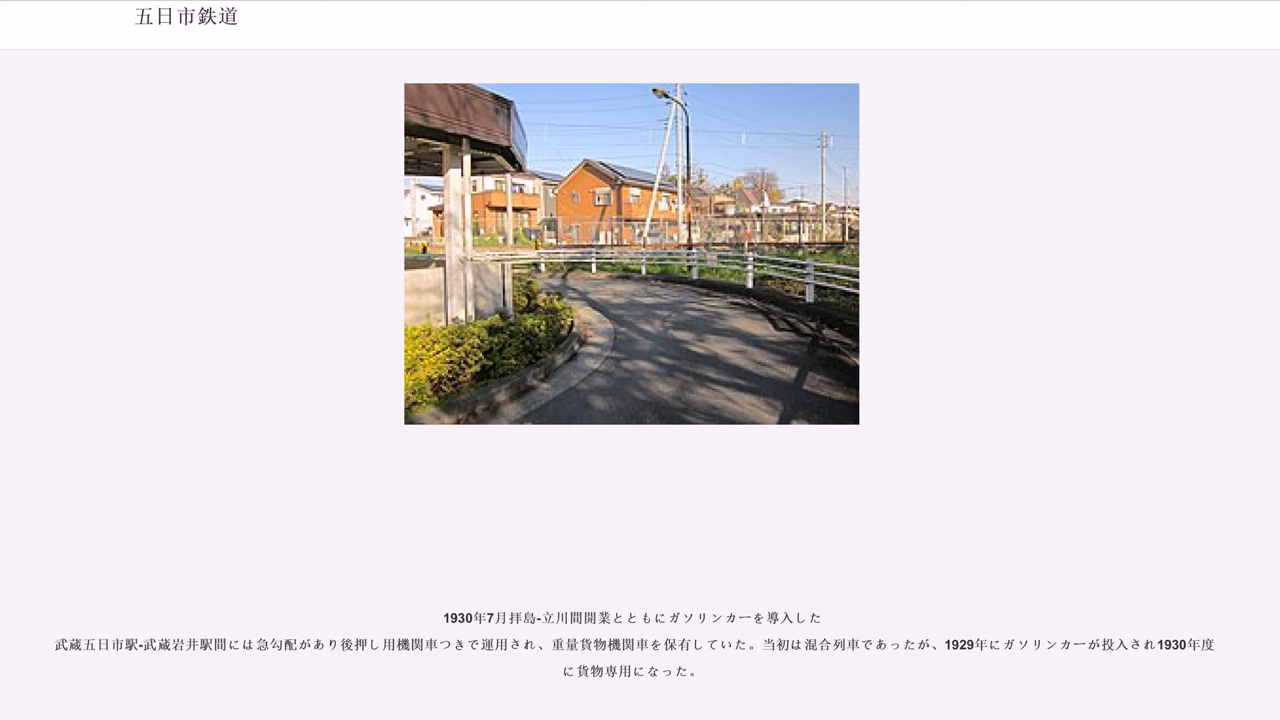 五日市鉄道
1930年7月拝島-立川間開業とともにガソリンカーを導入した
武蔵五日市駅-武蔵岩井駅間には急勾配があり後押し用機関車つきで運用され、重量貨物機関車を保有していた。当初は混合列車であったが、1929年にガソリンカーが投入され1930年度
に貨物専用になった。